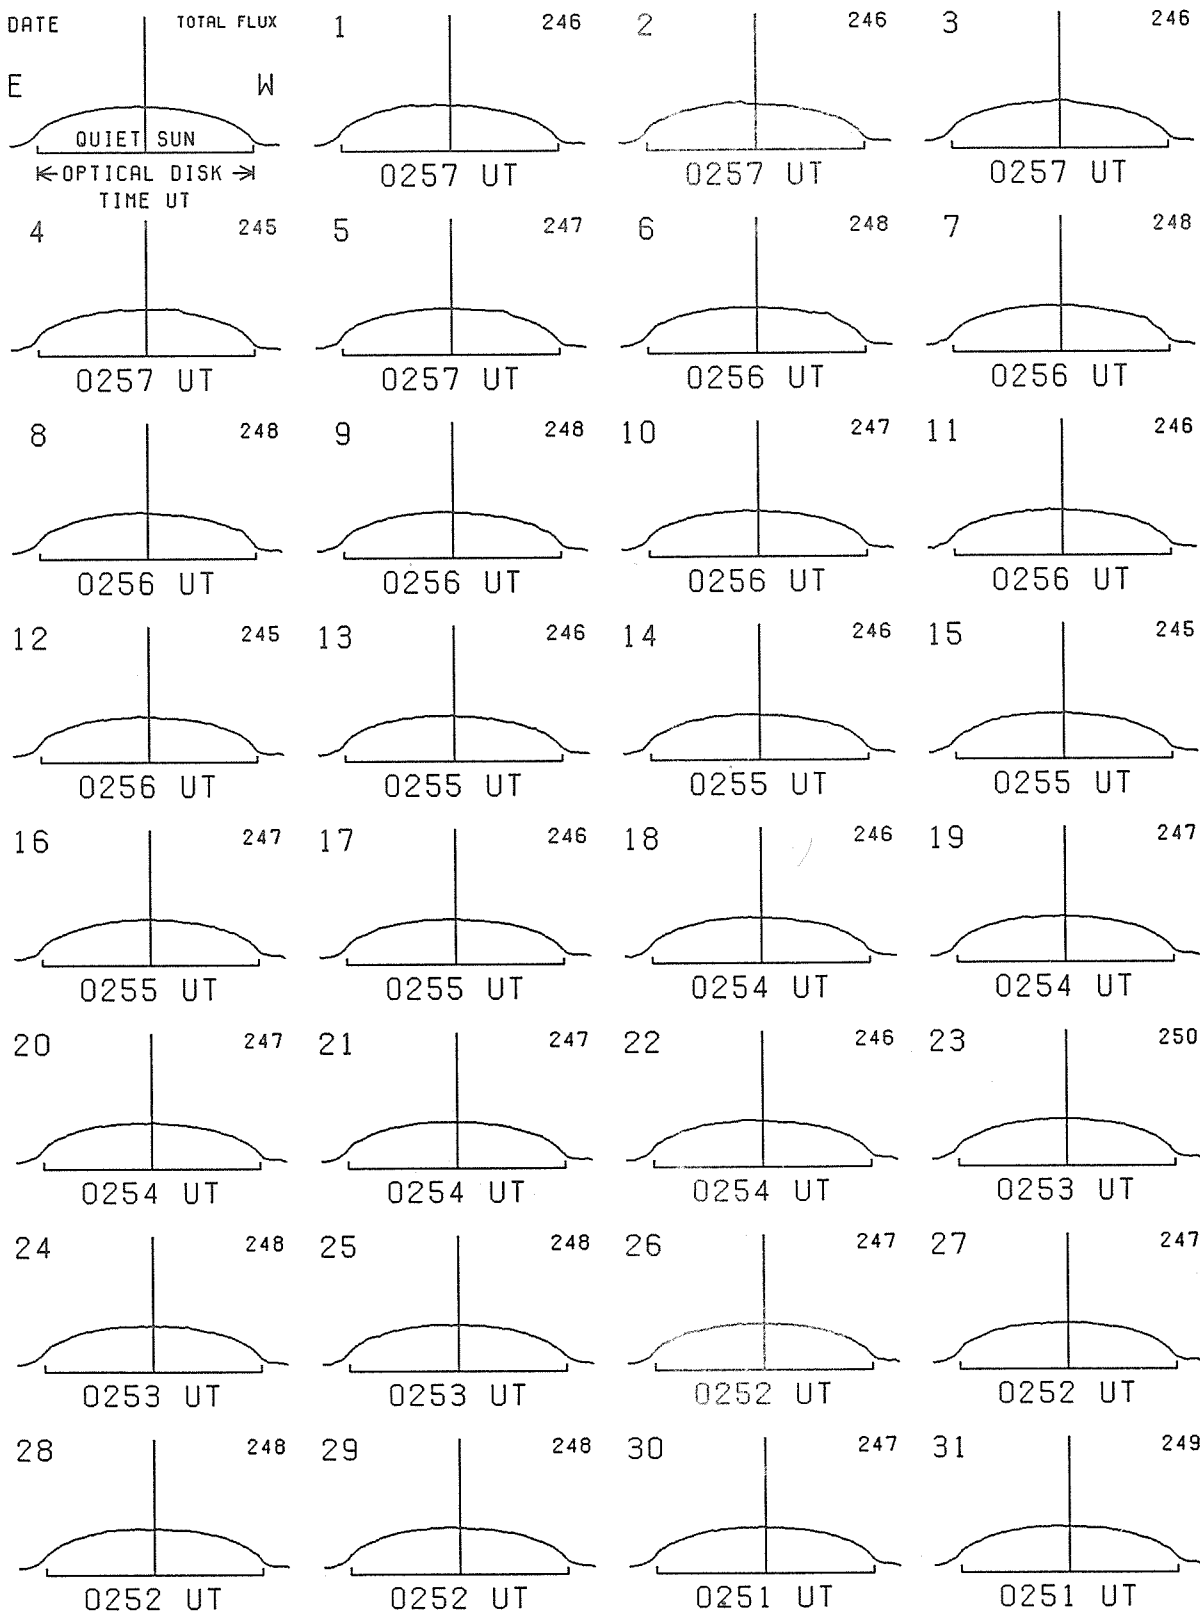 DATE TOTAL FLUX 1 246 2 246 3 246
E W
QUIET SUN
OPTICAL DISK 0257 UT 0257 UT 0257 UT
TIME UT
4 245 5 247 6 248 7 248
0257 UT 0257 UT 0256 UT 0256 UT
8 248 9 248 10 247 11 246
0256 UT 0256 UT 0256 UT 0256 UT
12 245 13 246 14 246 15 245
0256 UT 0255 UT 0255 UT 0255 UT
16 247 17 246 18 246 19 247
0255 UT 0255 UT 0254 UT 0254 UT
20 247 21 247 22 246 23 250
0254 UT 0254 UT 0254 UT 0253 UT
24 248 25 248 26 247 27 247
0253 UT 0253 UT 0252 UT 0252 UT
28 248 29 248 30 247 31 249
0252 UT 0252 UT 0251 UT 0251 UT